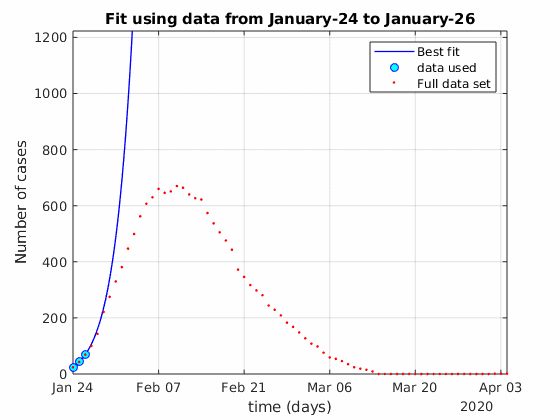 Fit using data from January-24 to January-26
Best fit
data used
Full data set
Number of cases
1200
1000
800
600
400
200
0
Jan 24 Feb 07 Feb 21 Mar 06 Mar 20 Apr 03
time (days) 2020